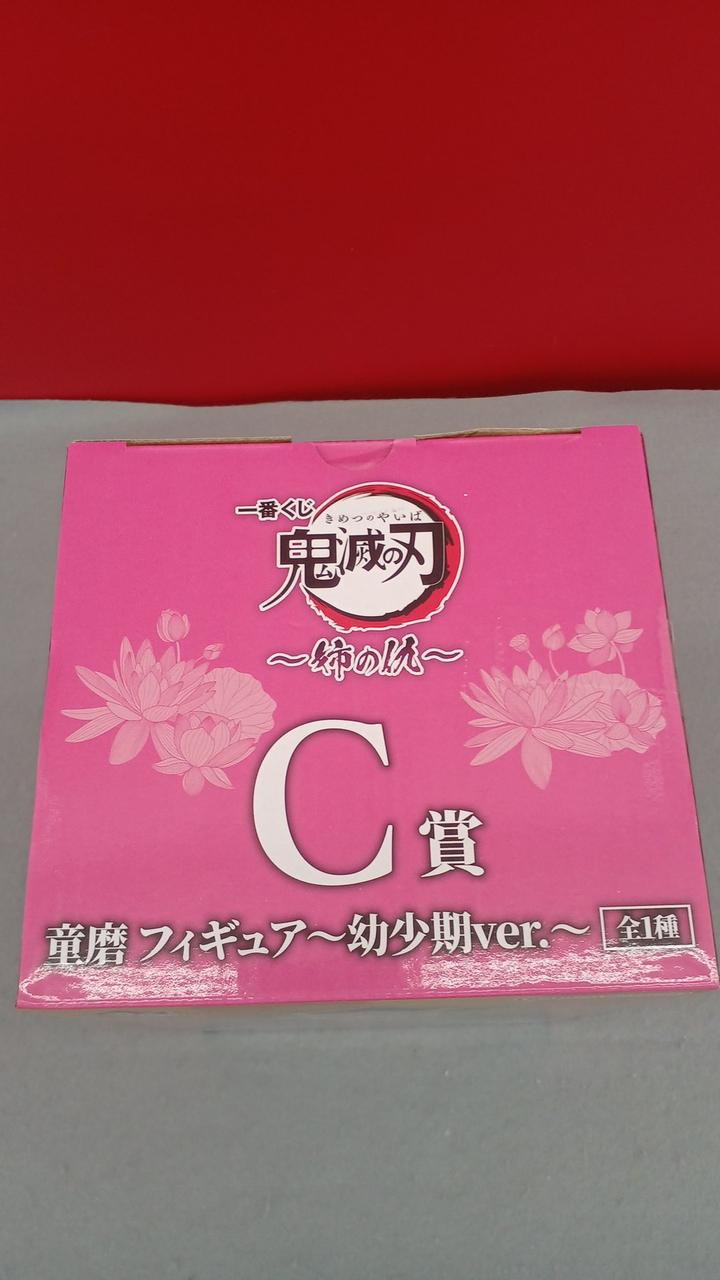 一番くじ
きめつのやいば
鬼滅の刃
～姉の仇～
C賞
童磨 フィギュア～幼少期ver.～ 全1種